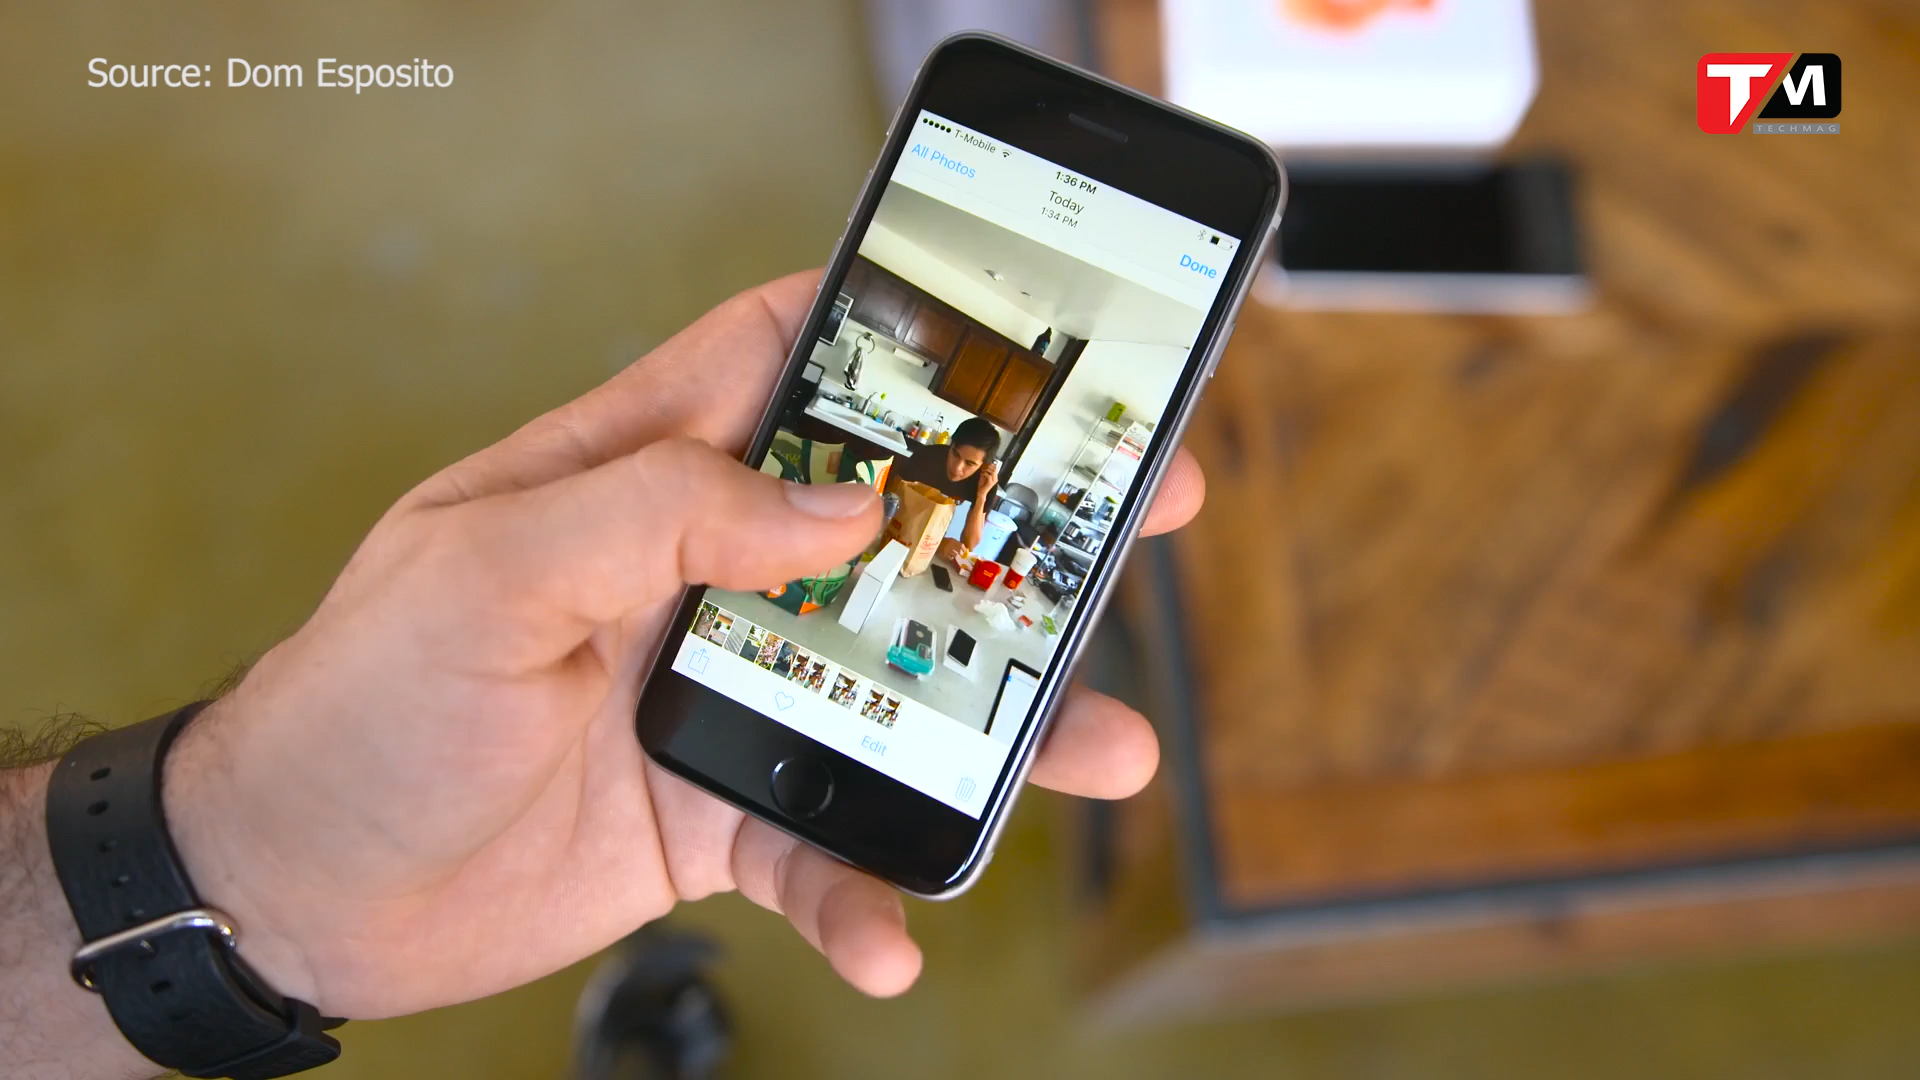 Source: Dom Esposito
TM
TECHMAG
T-Mobile
1:36 PM
All Photos
Today
1:34 PM
Done
Edit